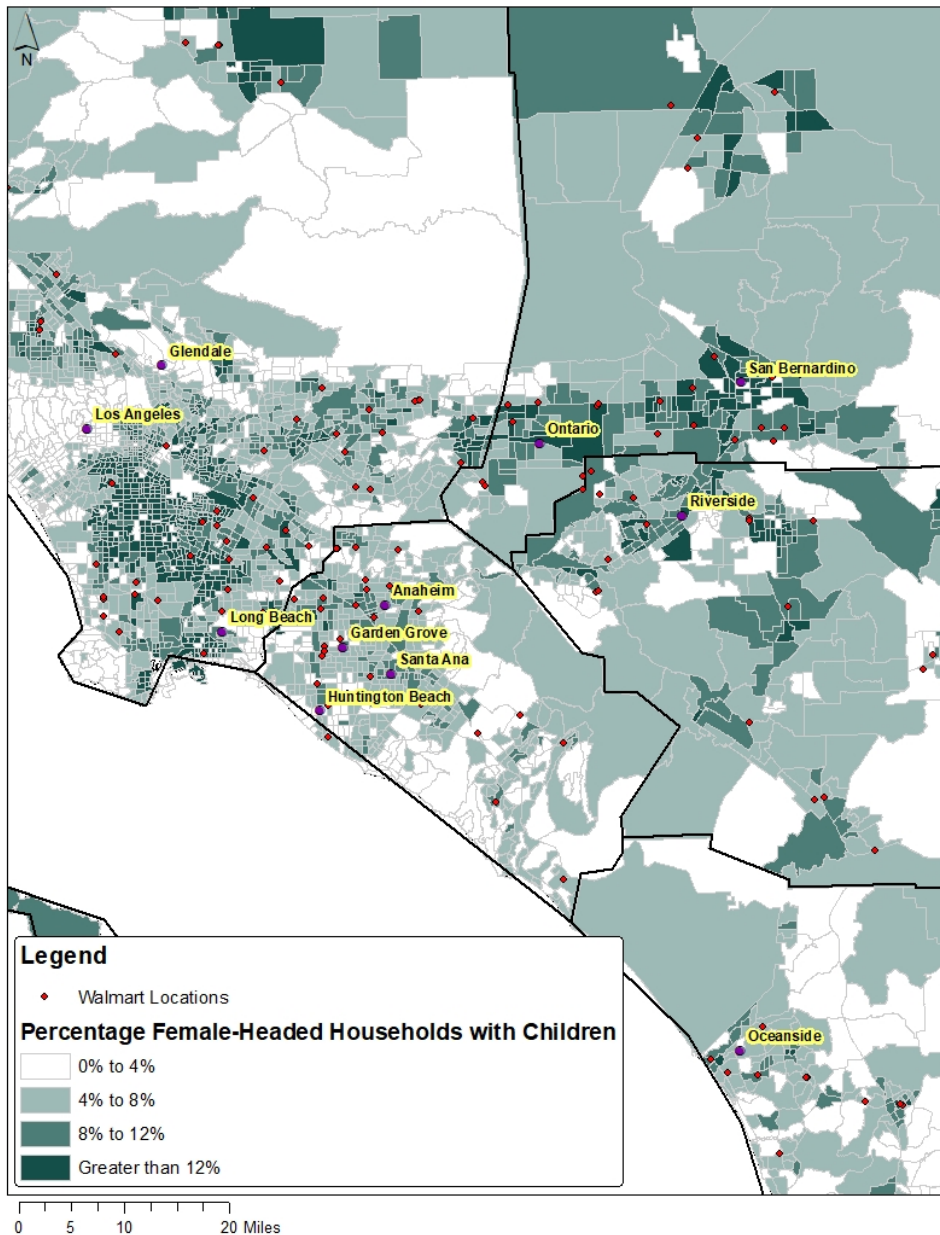 N
Glendale
Los Angeles
San Bernardino
Ontario
Riverside
Anaheim
Long Beach
Garden Grove
Santa Ana
Huntington Beach
Oceanside
Legend
Walmart Locations
Percentage Female-Headed Households with Children
0% to 4%
4% to 8%
8% to 12%
Greater than 12%
0 5 10 20 Miles